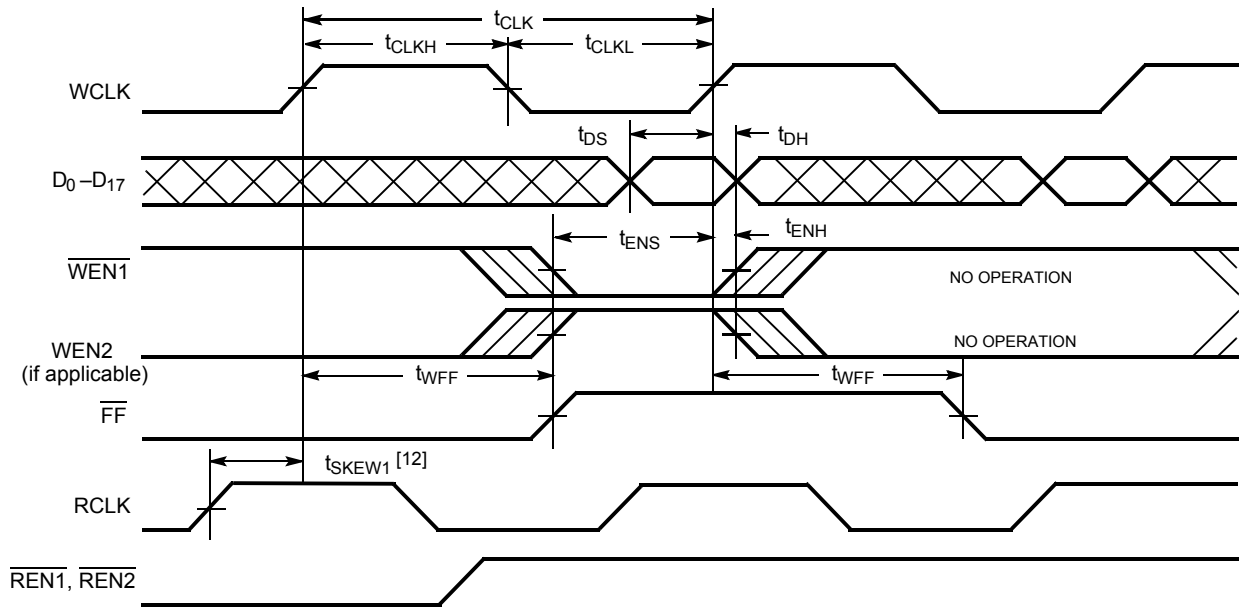 tCLK
tCLKH tCLKL
WCLK
tDS tDH
D0 –D17
tENS tENH
WEN1
NO OPERATION
WEN2
(if applicable)
NO OPERATION
tWFF tWFF
FF
tSKEW1 [12]
RCLK
REN1, REN2